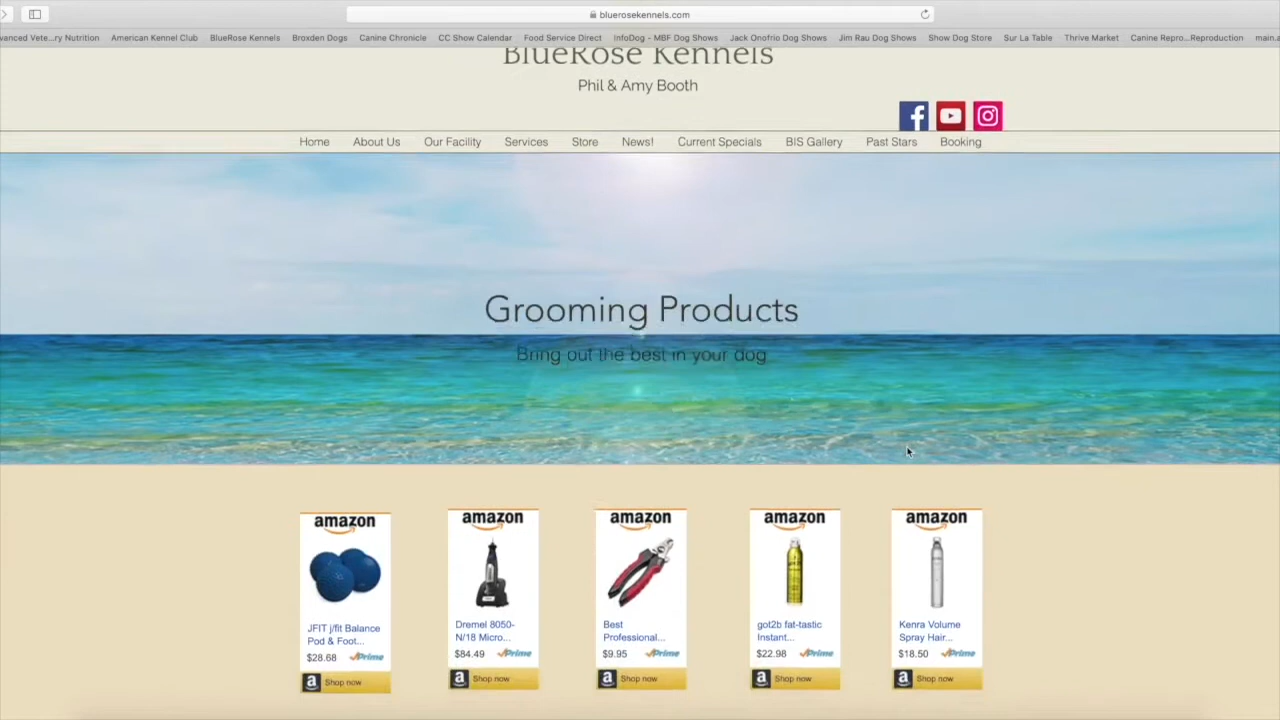 bluerosekennels.com
vanced Vete...ry Nutrition American Kennel Club BlueRose Kennels Broxden Dogs Canine Chronicle CC Show Calendar Food Service Direct InfoDog - MBF Dog Shows Jack Onofrio Dog Shows Jim Rau Dog Shows Show Dog Store Sur La Table Thrive Market Canine Repro...Reproduction main.a
BlueRose Kennels
Phil & Amy Booth
Home About Us Our Facility Services Store News! Current Specials BIS Gallery Past Stars Booking
Grooming Products
Bring out the best in your dog
amazon amazon amazon amazon amazon
JFIT j/fit Balance Dremel 8050- Best got2b fat-tastic Kenra Volume
Pod & Foot... N/18 Micro... Professional... Instant... Spray Hair...
$28.68 Prime $84.49 Prime $9.95 Prime $22.98 Prime $18.50 Prime
a Shop now a Shop now a Shop now a Shop now a Shop now